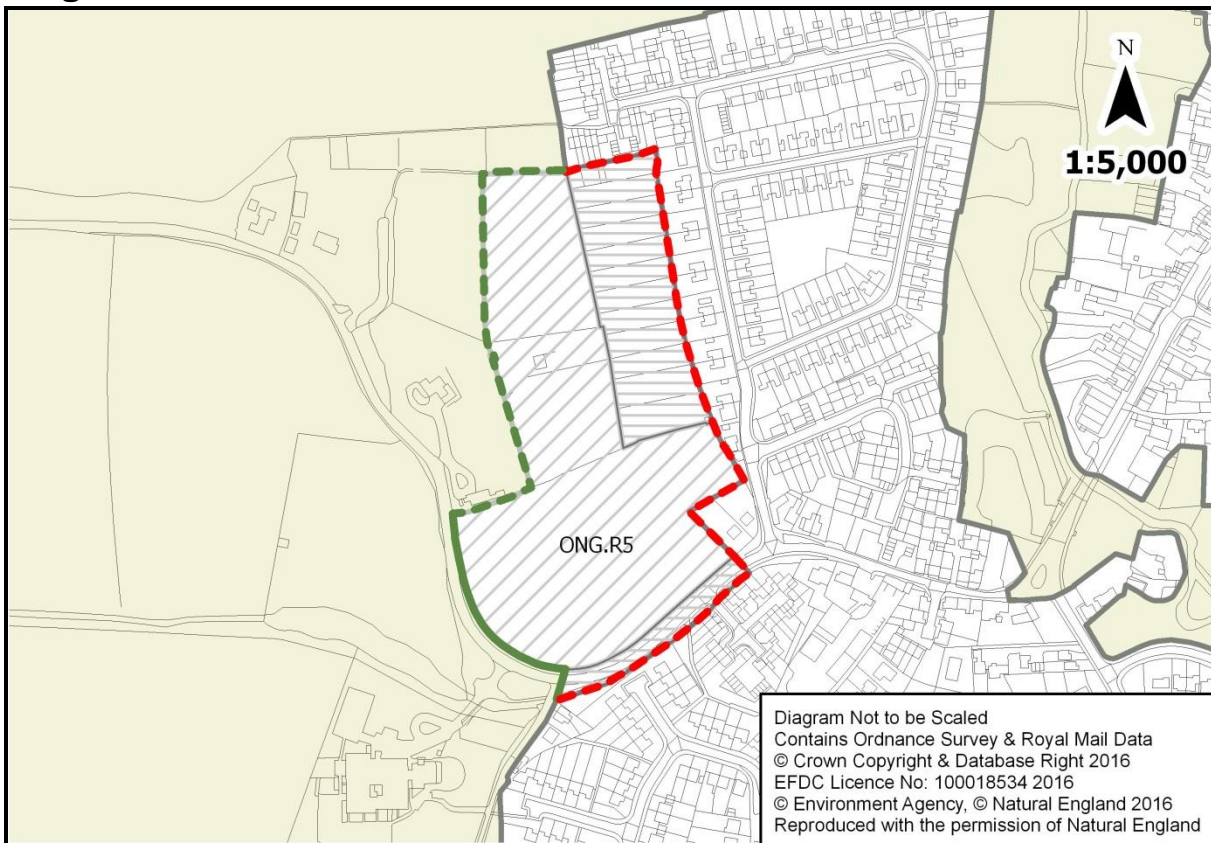 N
1:5,000
ONG.R5
Diagram Not to be Scaled
Contains Ordnance Survey & Royal Mail Data
© Crown Copyright & Database Right 2016
EFDC Licence No: 100018534 2016
© Environment Agency, © Natural England 2016
Reproduced with the permission of Natural England